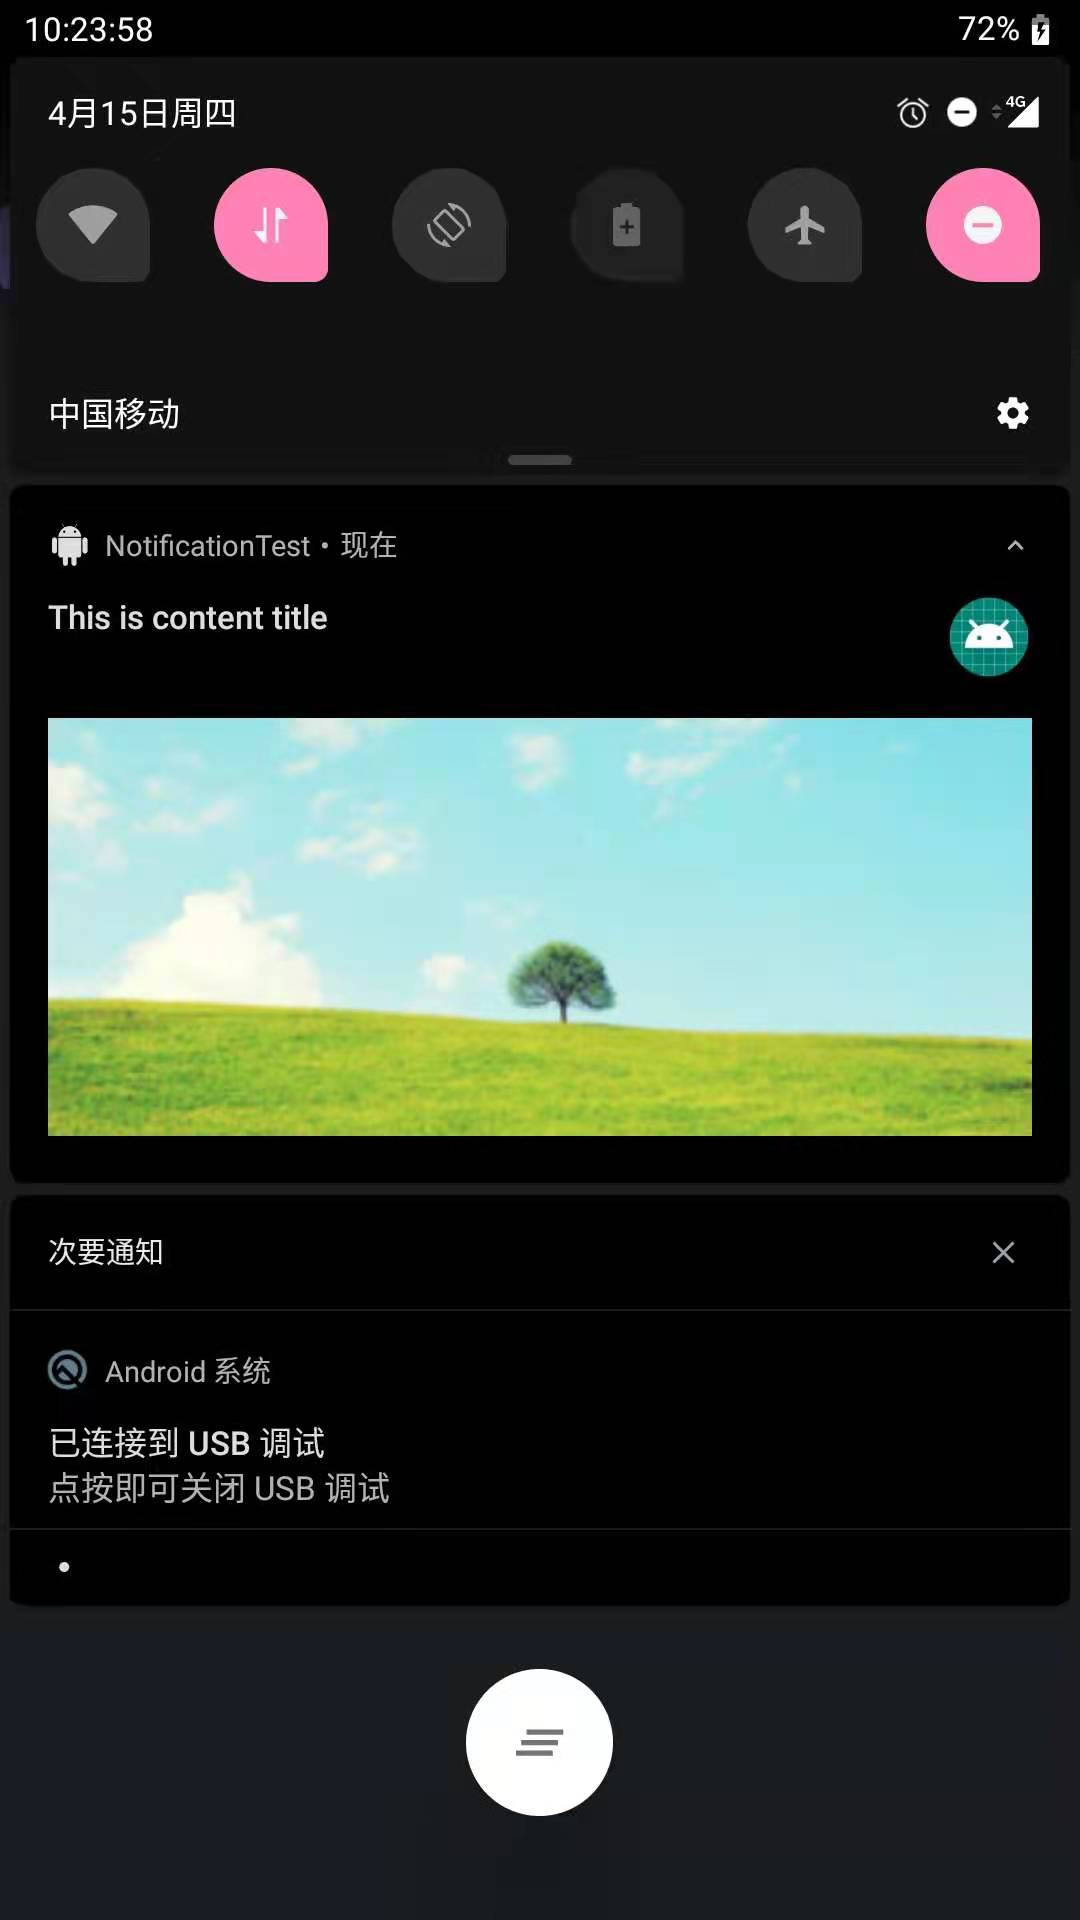 10:23:58
72%
4月15日周四
4G
中国移动
NotificationTest • 现在
This is content title
次要通知
Android 系统
已连接到 USB 调试
点按即可关闭 USB 调试